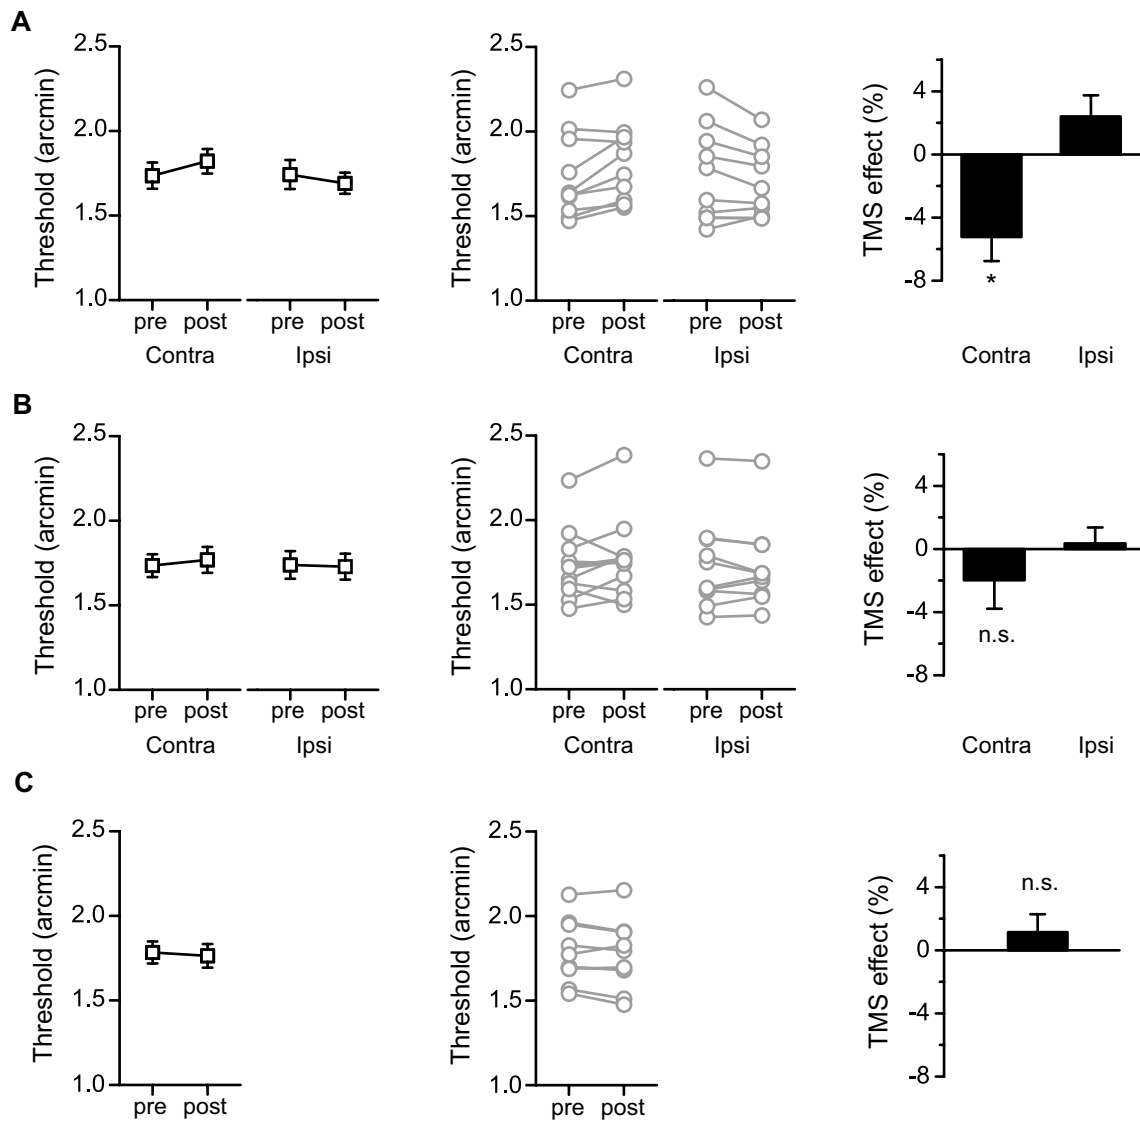 A
Threshold (arcmin)
2.5
2.0
1.5
1.0
pre post pre post
Contra Ipsi
Threshold (arcmin)
2.5
2.0
1.5
1.0
pre post pre post
Contra Ipsi
TMS effect (%)
4
0
-4
-8
*
Contra Ipsi
B
Threshold (arcmin)
2.5
2.0
1.5
1.0
pre post pre post
Contra Ipsi
Threshold (arcmin)
2.5
2.0
1.5
1.0
pre post pre post
Contra Ipsi
TMS effect (%)
4
0
-4
-8
n.s.
Contra Ipsi
C
Threshold (arcmin)
2.5
2.0
1.5
1.0
pre post
Threshold (arcmin)
2.5
2.0
1.5
1.0
pre post
TMS effect (%)
4
0
-4
-8
n.s.